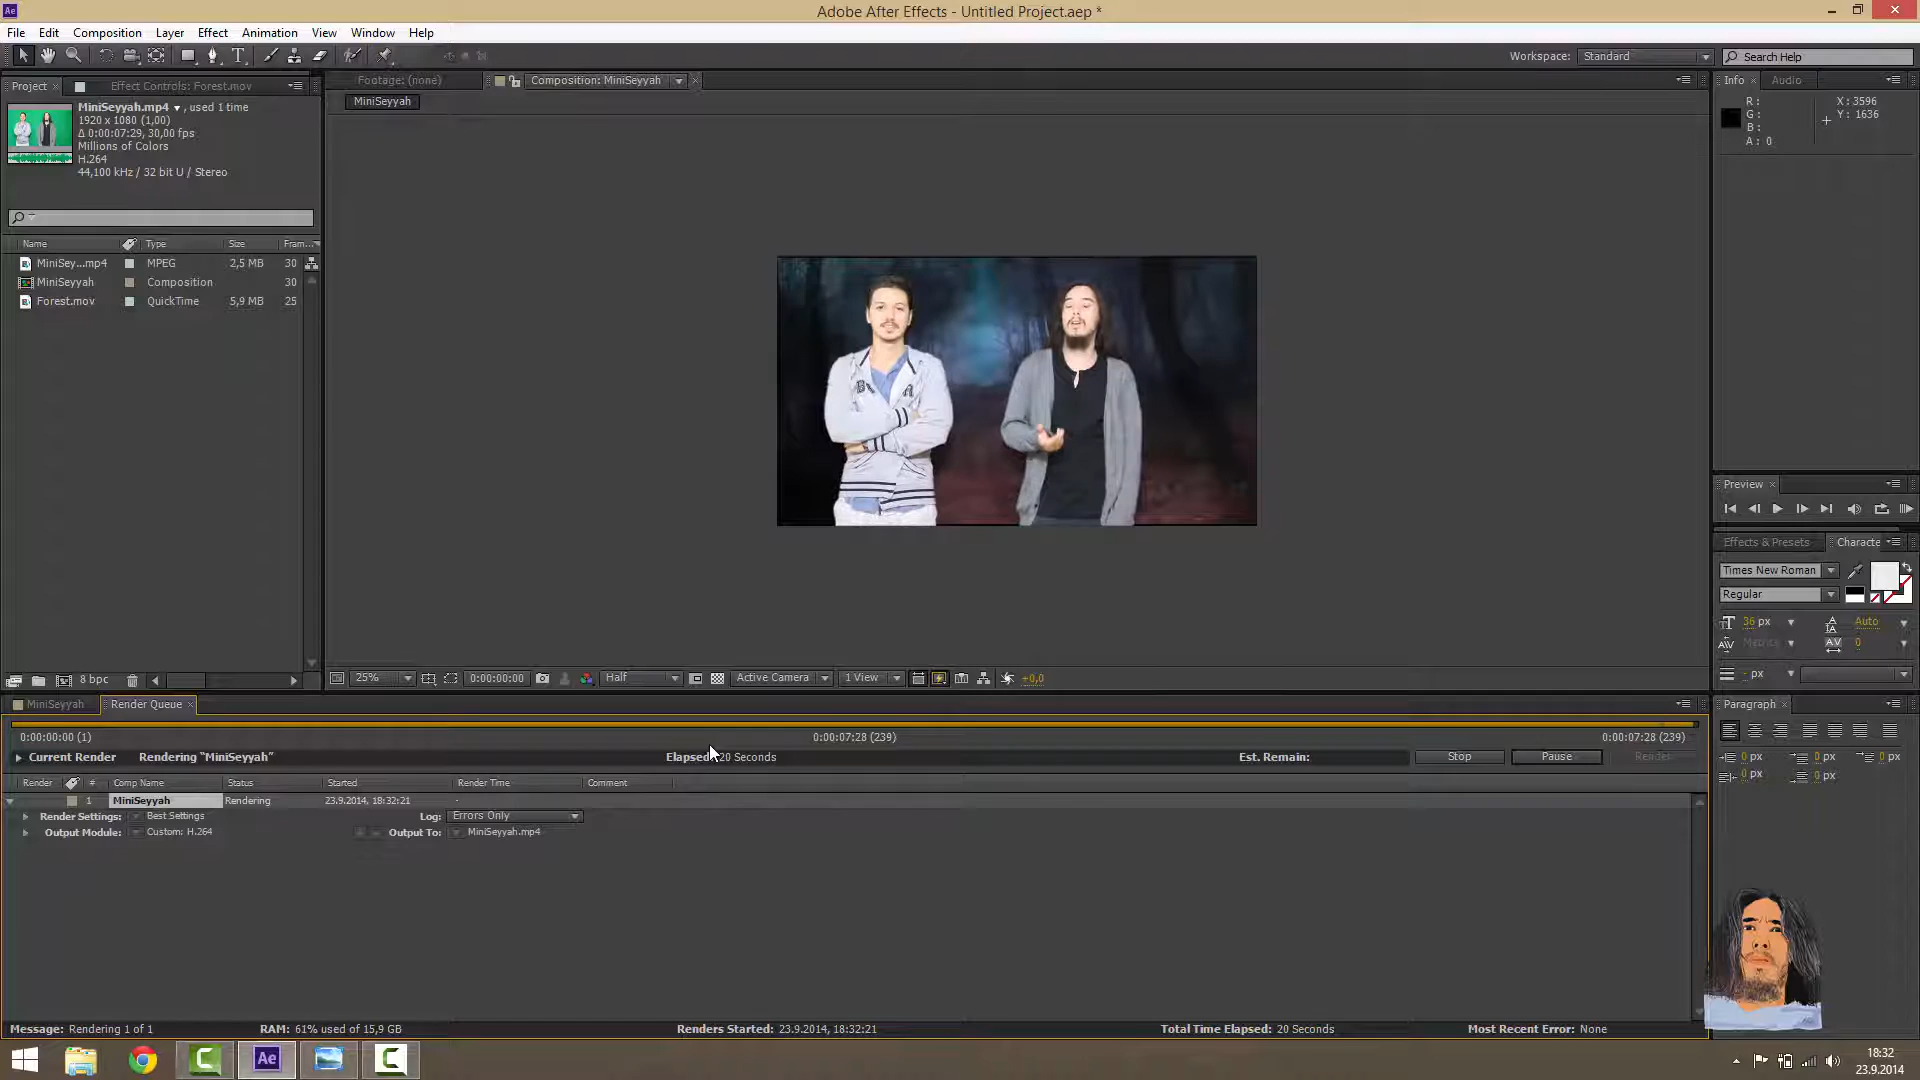 Adobe After Effects - Untitled Project.aep *
File Edit Composition Layer Effect Animation View Window Help
Workspace: Standard Search Help
Project Effect Controls: Forest.mov
MiniSeyyah.mp4 , used 1 time
1920 x 1080 (1,00)
Δ 0:00:07:29, 30,00 fps
Millions of Colors
H.264
44,100 kHz / 32 bit U / Stereo
Name Type Size Fram...
MiniSey...mp4 MPEG 2,5 MB 30
MiniSeyyah Composition 30
Forest.mov QuickTime 5,9 MB 25
8 bpc
Footage: (none) Composition: MiniSeyyah
MiniSeyyah
25% 0:00:00:00 Half Active Camera 1 View +0,0
Info Audio
R: X: 3596
G: Y: 1636
B:
A: 0
Preview
Effects & Presets Characte
Times New Roman
Regular
36 px Auto
Metrics 0
- px
Paragraph
0 px 0 px 0 px
0 px 0 px
MiniSeyyah Render Queue
0:00:00:00 (1) 0:00:07:28 (239) 0:00:07:28 (239)
Current Render Rendering "MiniSeyyah" Elapsed 20 Seconds Est. Remain: Stop Pause Render
Render # Comp Name Status Started Render Time Comment
1 MiniSeyyah Rendering 23.9.2014, 18:32:21 -
Render Settings: Best Settings Log: Errors Only
Output Module: Custom: H.264 Output To: MiniSeyyah.mp4
Message: Rendering 1 of 1 RAM: 61% used of 15,9 GB Renders Started: 23.9.2014, 18:32:21 Total Time Elapsed: 20 Seconds Most Recent Error: None
18:32
23.9.2014